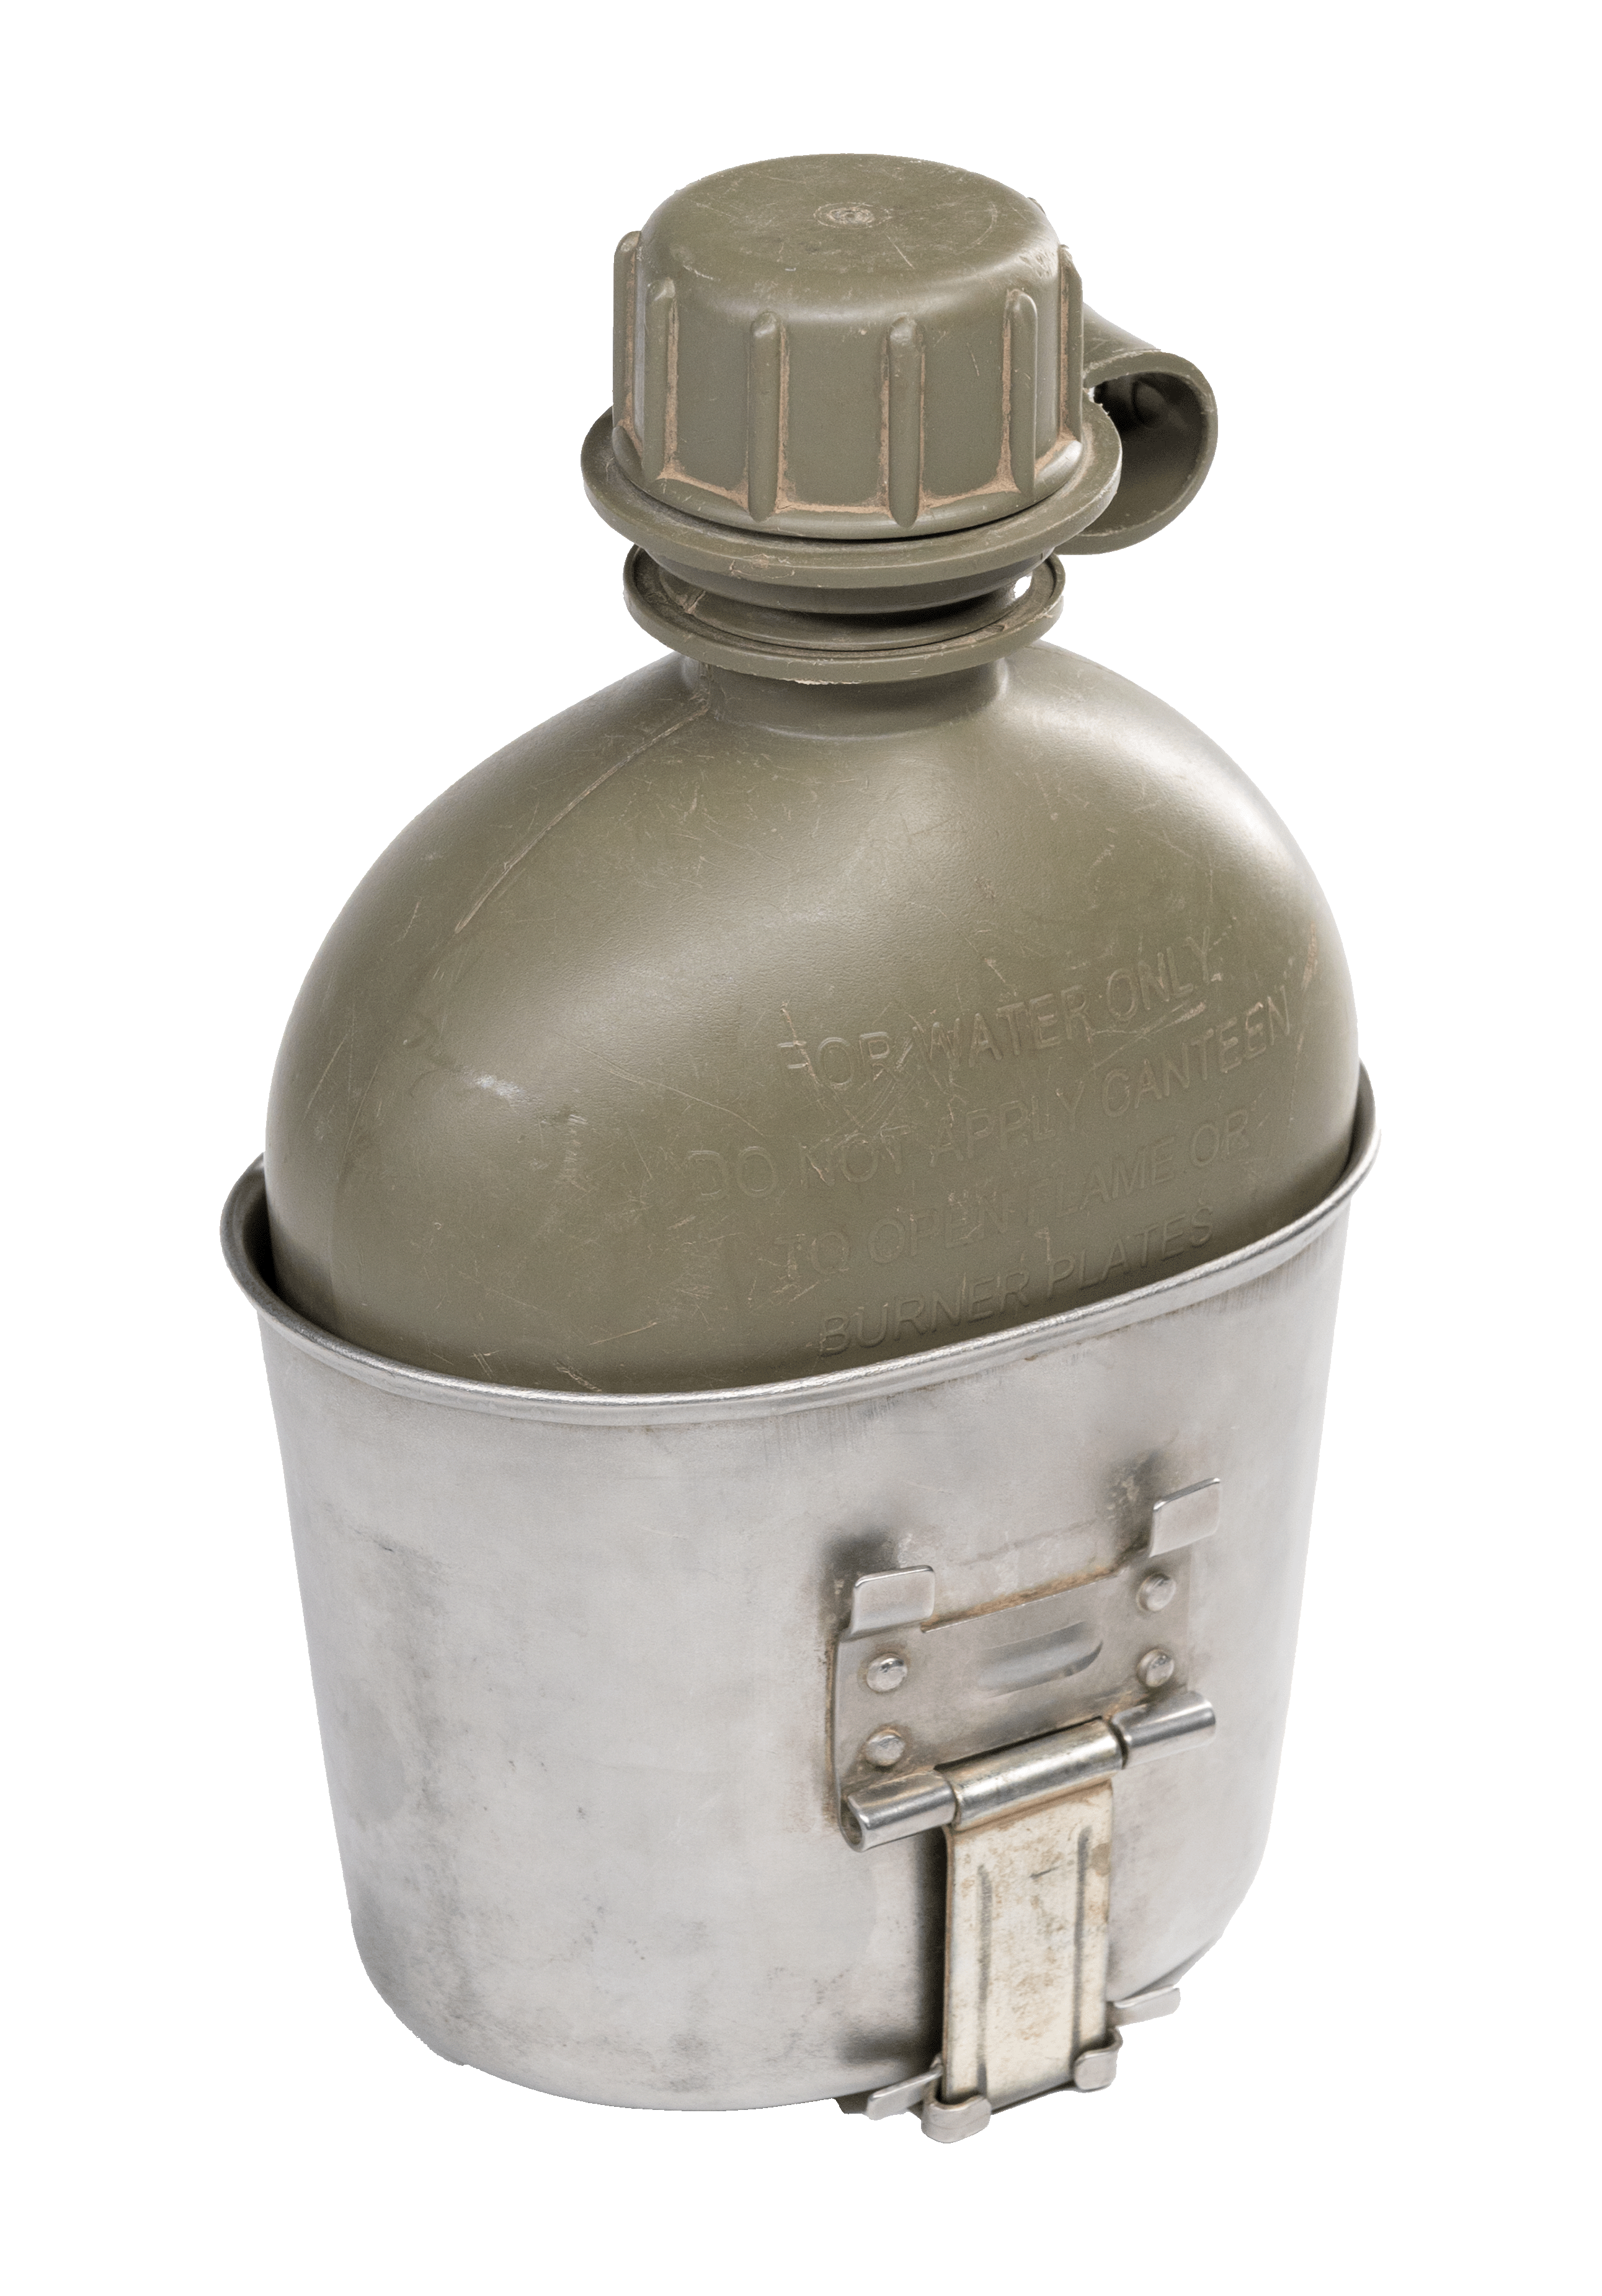 FOR WATER ONLY
DO NOT APPLY CANTEEN
TO OPEN FLAME OR
BURNER PLATES